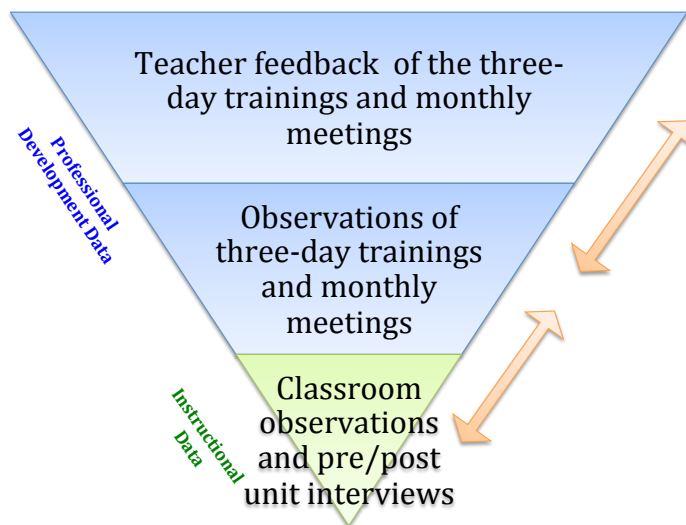 Teacher feedback of the three-
day trainings and monthly
meetings
Professional
Development Data
Observations of
three-day trainings
and monthly
meetings
Instructional
Data
Classroom
observations
and pre/post
unit interviews